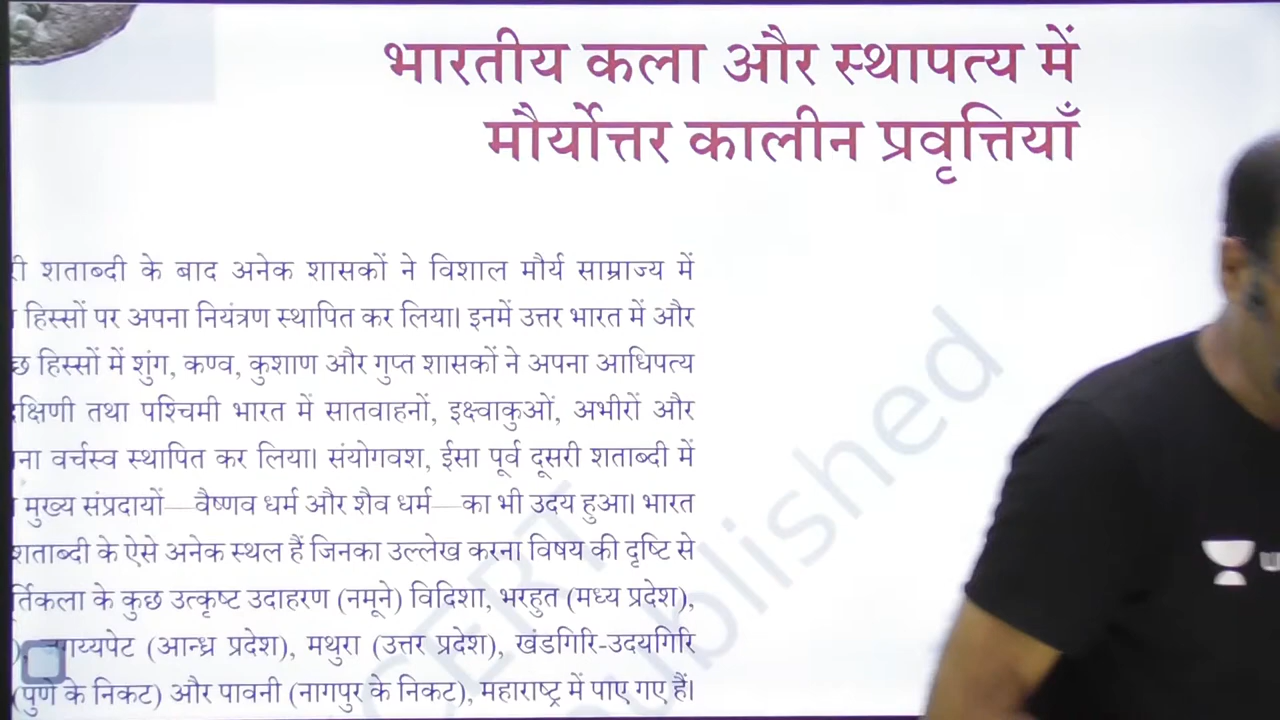 भारतीय कला और स्थापत्य में
मौर्योत्तर कालीन प्रवृत्तियाँ
शताब्दी के बाद अनेक शासकों ने विशाल मौर्य साम्राज्य में
हिस्सों पर अपना नियंत्रण स्थापित कर लिया। इनमें उत्तर भारत में और
हिस्सों में शुंग, कण्व, कुशाण और गुप्त शासकों ने अपना आधिपत्य
तथा पश्चिमी भारत में सातवाहनों, इक्ष्वाकुओं, अभीरों और
वर्चस्व स्थापित कर लिया। संयोगवश, ईसा पूर्व दूसरी शताब्दी में
मुख्य संप्रदायों—वैष्णव धर्म और शैव धर्म—का भी उदय हुआ। भारत
शताब्दी के ऐसे अनेक स्थल हैं जिनका उल्लेख करना विषय की दृष्टि से
के कुछ उत्कृष्ट उदाहरण (नमूने) विदिशा, भरहुत (मध्य प्रदेश),
(आन्ध्र प्रदेश), मथुरा (उत्तर प्रदेश), खंडगिरि-उदयगिरि
(पुणे के निकट) और पावनी (नागपुर के निकट), महाराष्ट्र में पाए गए हैं।